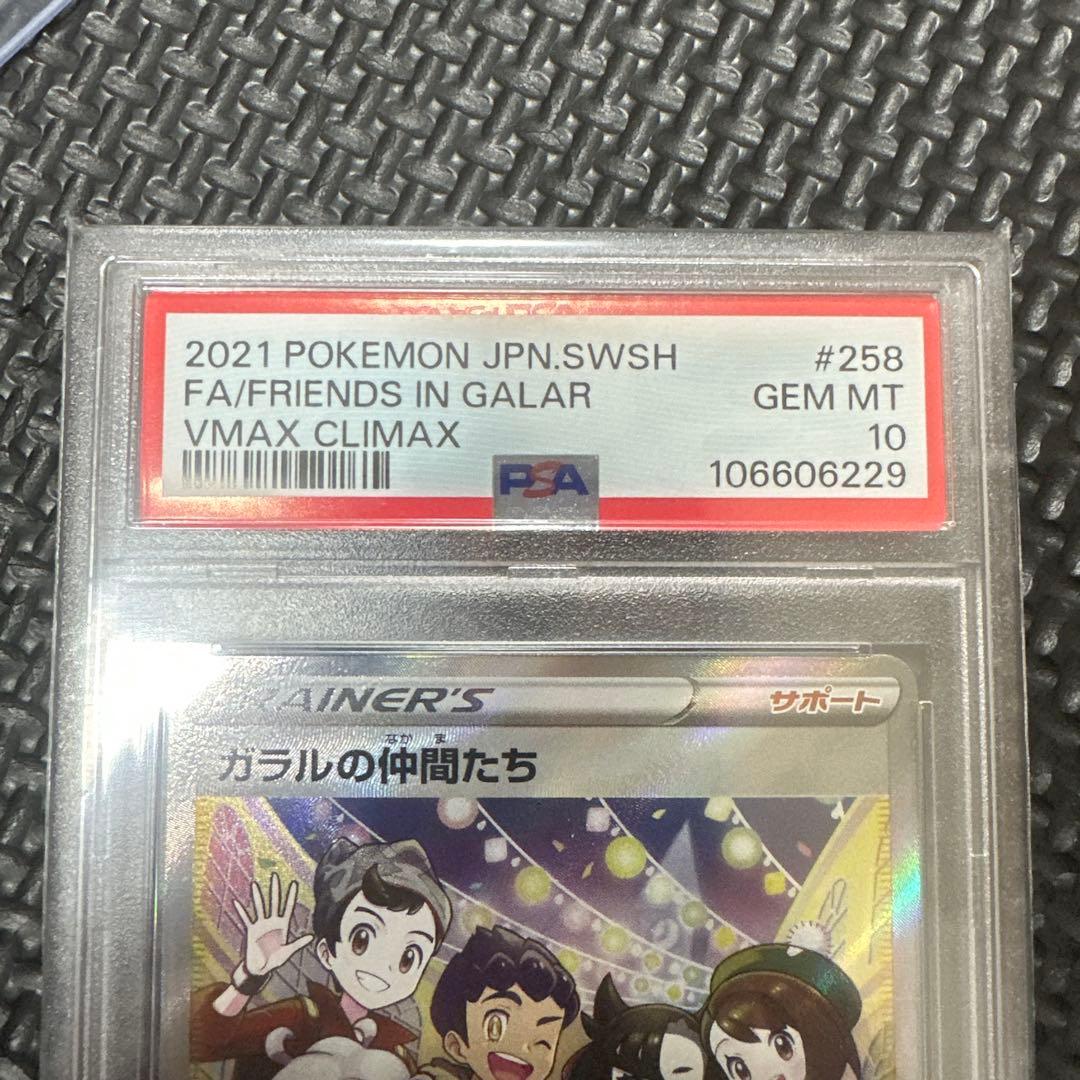 2021 POKEMON JPN.SWSH #258
FA/FRIENDS IN GALAR GEM MT
VMAX CLIMAX 10
PSA 106606229
TRAINER'S サポート
なかま
ガラルの仲間たち